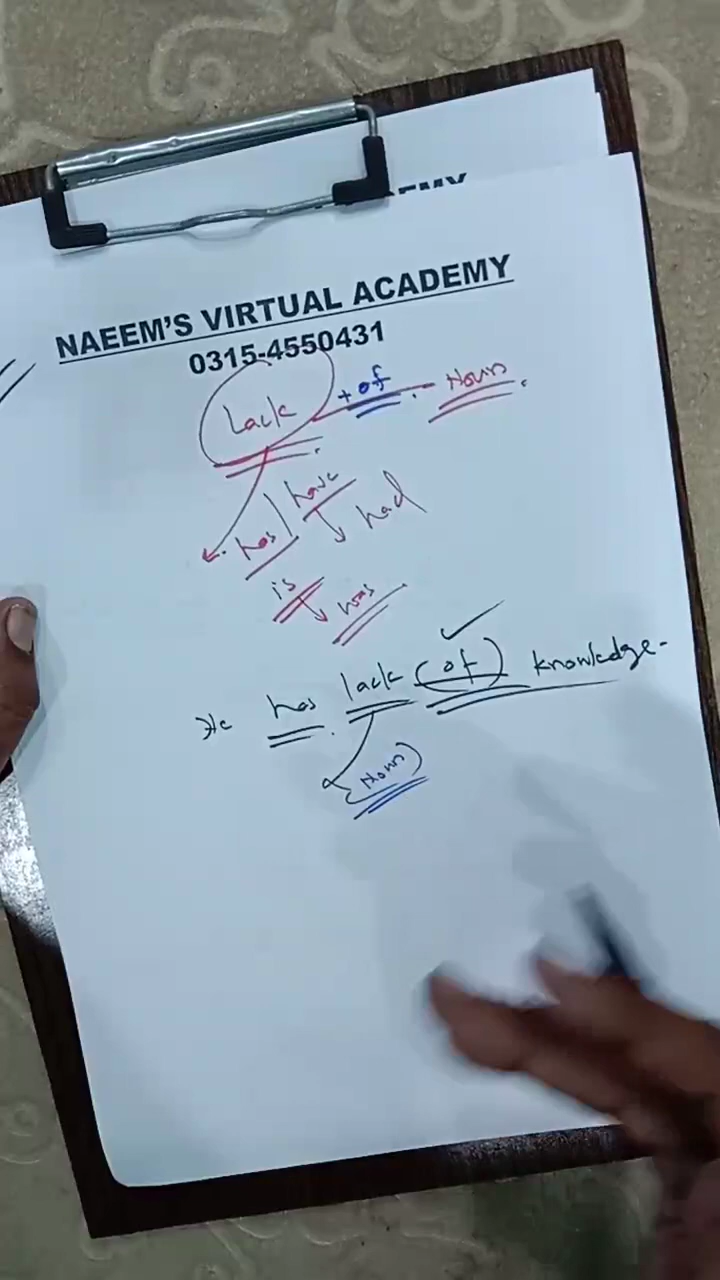 EMY
NAEEM'S VIRTUAL ACADEMY
0315-4550431
Lack + of. Noun.
has / have
had
is
was
He has lack (of) knowledge.
(Noun)